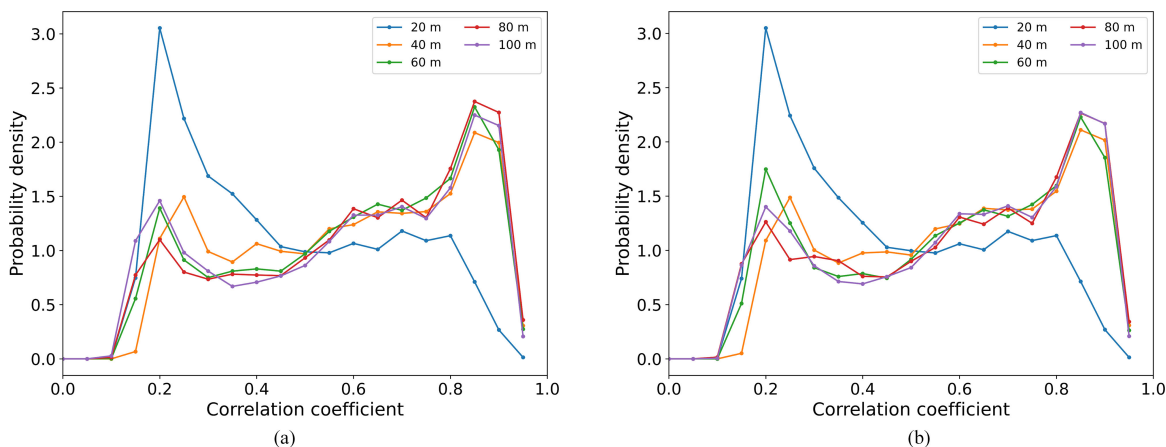 Probability density
3.0
2.5
2.0
1.5
1.0
0.5
0.0
20 m
40 m
60 m
80 m
100 m
0.0 0.2 0.4 0.6 0.8 1.0
Correlation coefficient
(a)
Probability density
3.0
2.5
2.0
1.5
1.0
0.5
0.0
20 m
40 m
60 m
80 m
100 m
0.0 0.2 0.4 0.6 0.8 1.0
Correlation coefficient
(b)